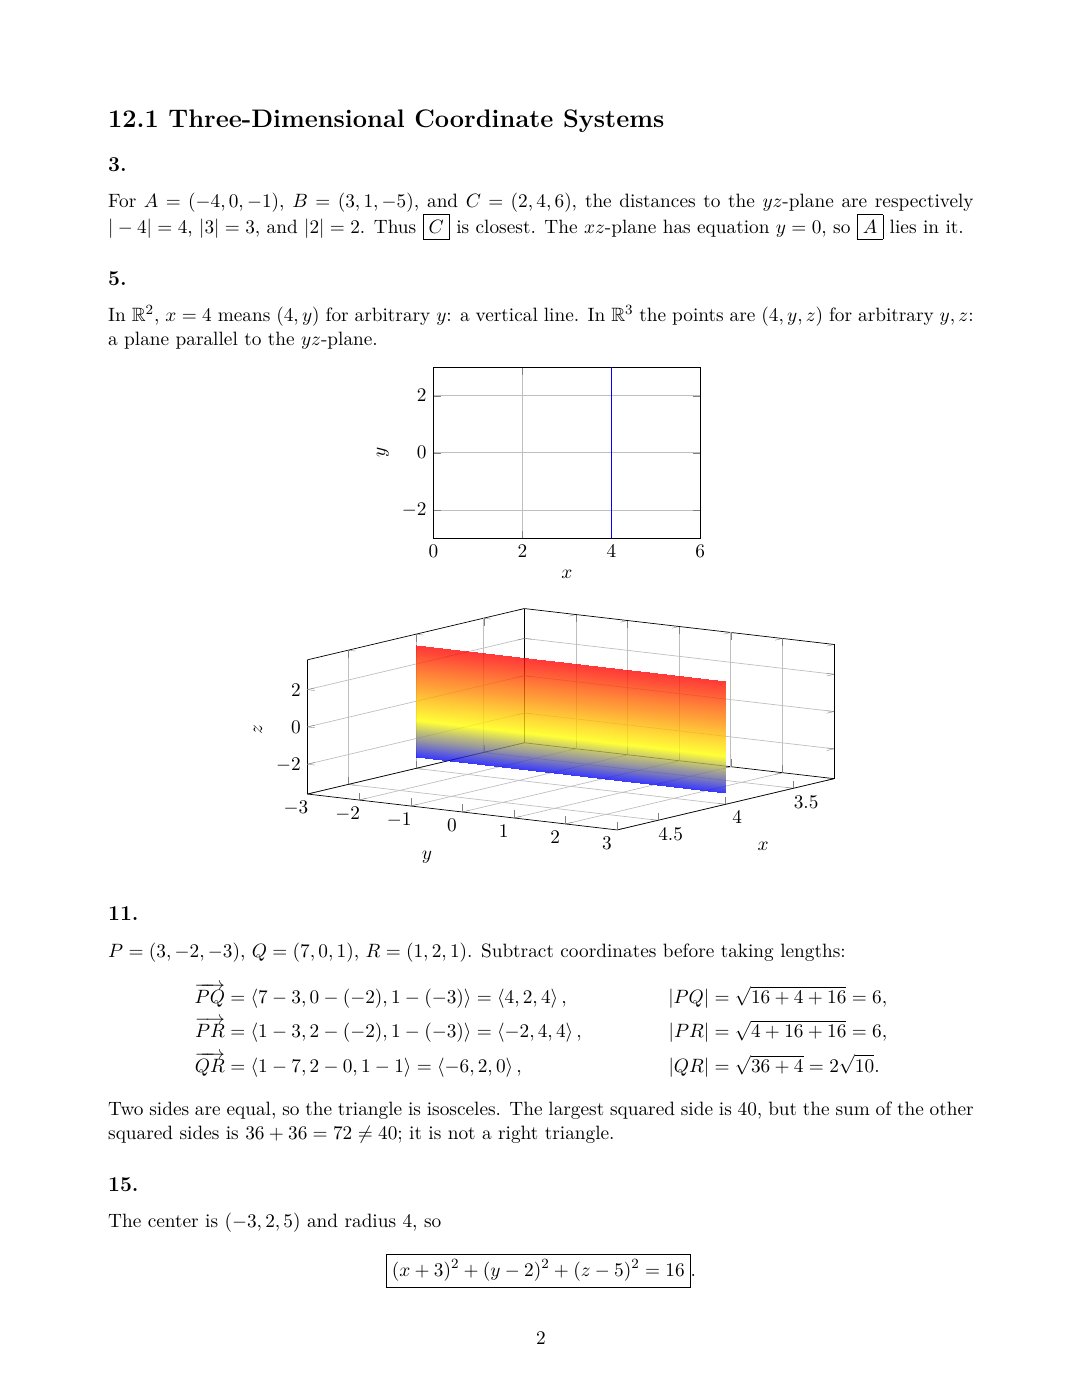 12.1 Three-Dimensional Coordinate Systems
3.
For A = (−4, 0, −1), B = (3, 1, −5), and C = (2, 4, 6), the distances to the yz-plane are respectively
| − 4| = 4, |3| = 3, and |2| = 2. Thus C is closest. The xz-plane has equation y = 0, so A lies in it.
5.
In ℝ², x = 4 means (4, y) for arbitrary y: a vertical line. In ℝ³ the points are (4, y, z) for arbitrary y, z:
a plane parallel to the yz-plane.
2
y
0
−2
0 2 4 6
x
2
z
0
−2
−3 −2 −1 0 1 2 3
y
4.5 4 3.5
x
11.
P = (3, −2, −3), Q = (7, 0, 1), R = (1, 2, 1). Subtract coordinates before taking lengths:
P⃗Q⃗ = ⟨7 − 3, 0 − (−2), 1 − (−3)⟩ = ⟨4, 2, 4⟩ , |PQ| = √(16 + 4 + 16) = 6,
P⃗R⃗ = ⟨1 − 3, 2 − (−2), 1 − (−3)⟩ = ⟨−2, 4, 4⟩ , |PR| = √(4 + 16 + 16) = 6,
Q⃗R⃗ = ⟨1 − 7, 2 − 0, 1 − 1⟩ = ⟨−6, 2, 0⟩ , |QR| = √(36 + 4) = 2√10.
Two sides are equal, so the triangle is isosceles. The largest squared side is 40, but the sum of the other
squared sides is 36 + 36 = 72 ≠ 40; it is not a right triangle.
15.
The center is (−3, 2, 5) and radius 4, so
(x + 3)² + (y − 2)² + (z − 5)² = 16.
2